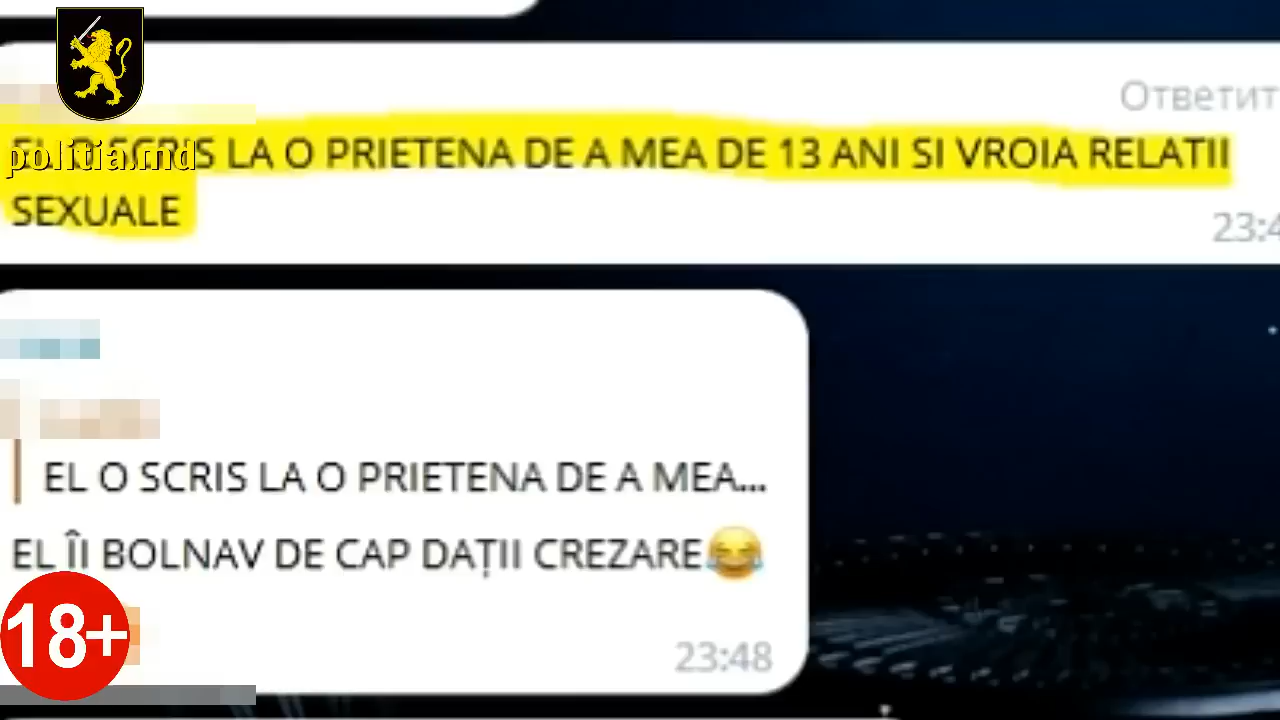 Ответит
EL O SCRIS LA O PRIETENA DE A MEA DE 13 ANI SI VROIA RELATII
politia.md
SEXUALE
23:4
EL O SCRIS LA O PRIETENA DE A MEA...
EL ÎI BOLNAV DE CAP DAȚII CREZARE😂
18+
23:48